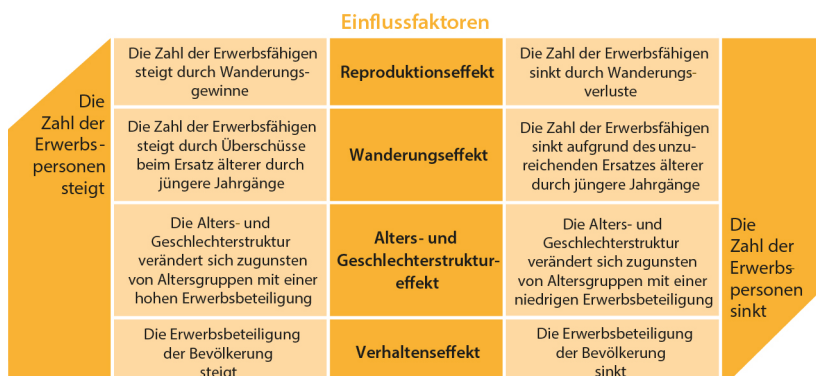 Einflussfaktoren
Die
Zahl der
Erwerbs-
personen
steigt
Die Zahl der Erwerbsfähigen
steigt durch Wanderungs-
gewinne
Reproduktionseffekt
Die Zahl der Erwerbsfähigen
sinkt durch Wanderungs-
verluste
Die Zahl der Erwerbsfähigen
steigt durch Überschüsse
beim Ersatz älterer durch
jüngere Jahrgänge
Wanderungseffekt
Die Zahl der Erwerbsfähigen
sinkt aufgrund des unzu-
reichenden Ersatzes älterer
durch jüngere Jahrgänge
Die Alters- und
Geschlechterstruktur
verändert sich zugunsten
von Altersgruppen mit einer
hohen Erwerbsbeteiligung
Alters- und
Geschlechterstruktur-
effekt
Die Alters- und
Geschlechterstruktur
verändert sich zugunsten
von Altersgruppen mit einer
niedrigen Erwerbsbeteiligung
Die Erwerbsbeteiligung
der Bevölkerung
steigt
Verhaltenseffekt
Die Erwerbsbeteiligung
der Bevölkerung
sinkt
Die
Zahl der
Erwerbs-
personen
sinkt